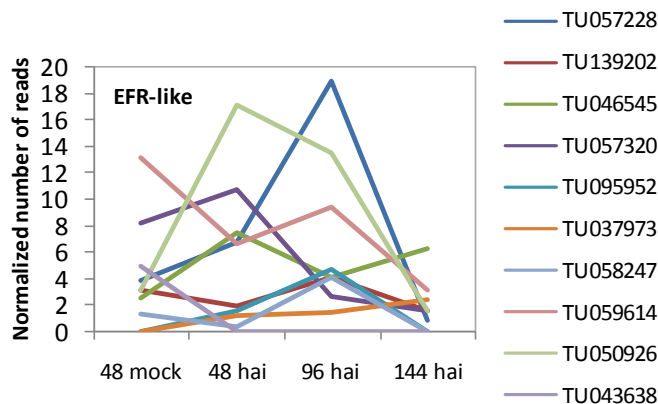 EFR-like
Normalized number of reads
20
18
16
14
12
10
8
6
4
2
0
48 mock
48 hai
96 hai
144 hai
TU057228
TU139202
TU046545
TU057320
TU095952
TU037973
TU058247
TU059614
TU050926
TU043638